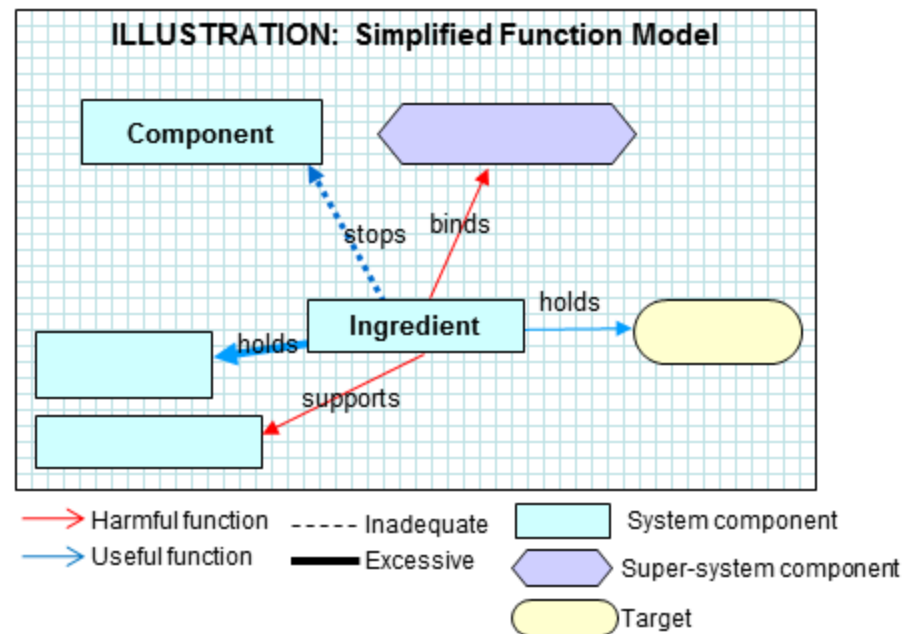 ILLUSTRATION: Simplified Function Model
Component
stops
binds
holds
Ingredient
holds
supports
Harmful function
Inadequate
System component
Useful function
Excessive
Super-system component
Target